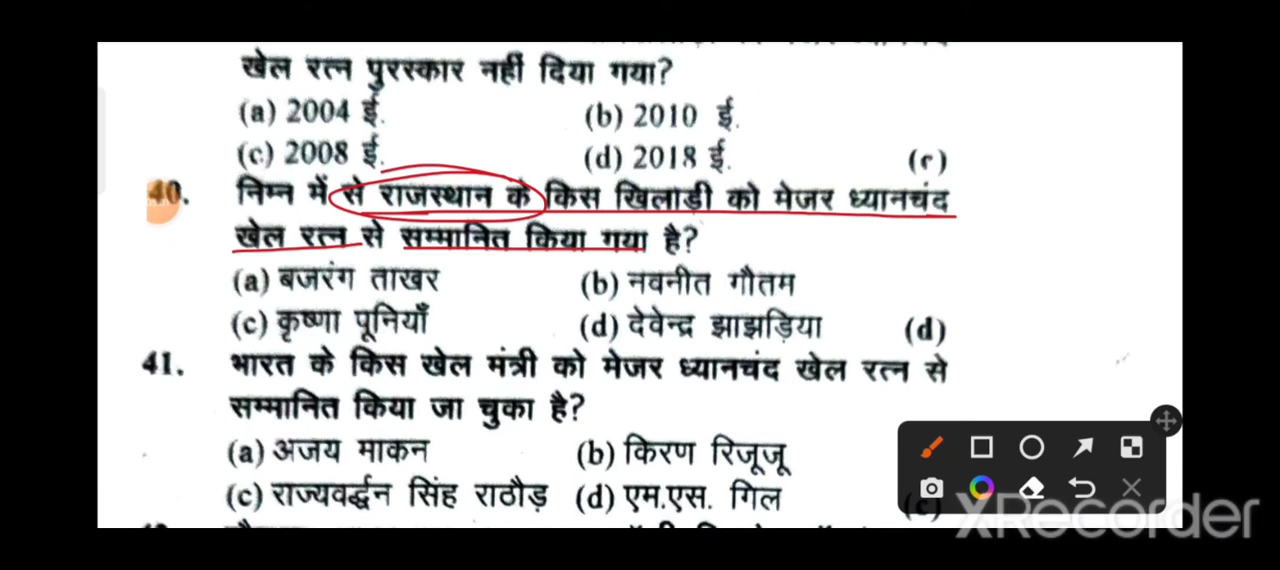 खेल रत्न पुरस्कार नहीं दिया गया?
(a) 2004 ई. (b) 2010 ई.
(c) 2008 ई. (d) 2018 ई. (c)
40. निम्न में से राजस्थान के किस खिलाड़ी को मेजर ध्यानचंद
खेल रत्न से सम्मानित किया गया है?
(a) बजरंग ताखर (b) नवनीत गौतम
(c) कृष्णा पूनियाँ (d) देवेन्द्र झाझड़िया (d)
41. भारत के किस खेल मंत्री को मेजर ध्यानचंद खेल रत्न से
सम्मानित किया जा चुका है?
(a) अजय माकन (b) किरण रिजूजू
(c) राज्यवर्द्धन सिंह राठौड़ (d) एम.एस. गिल (c)
XRecorder